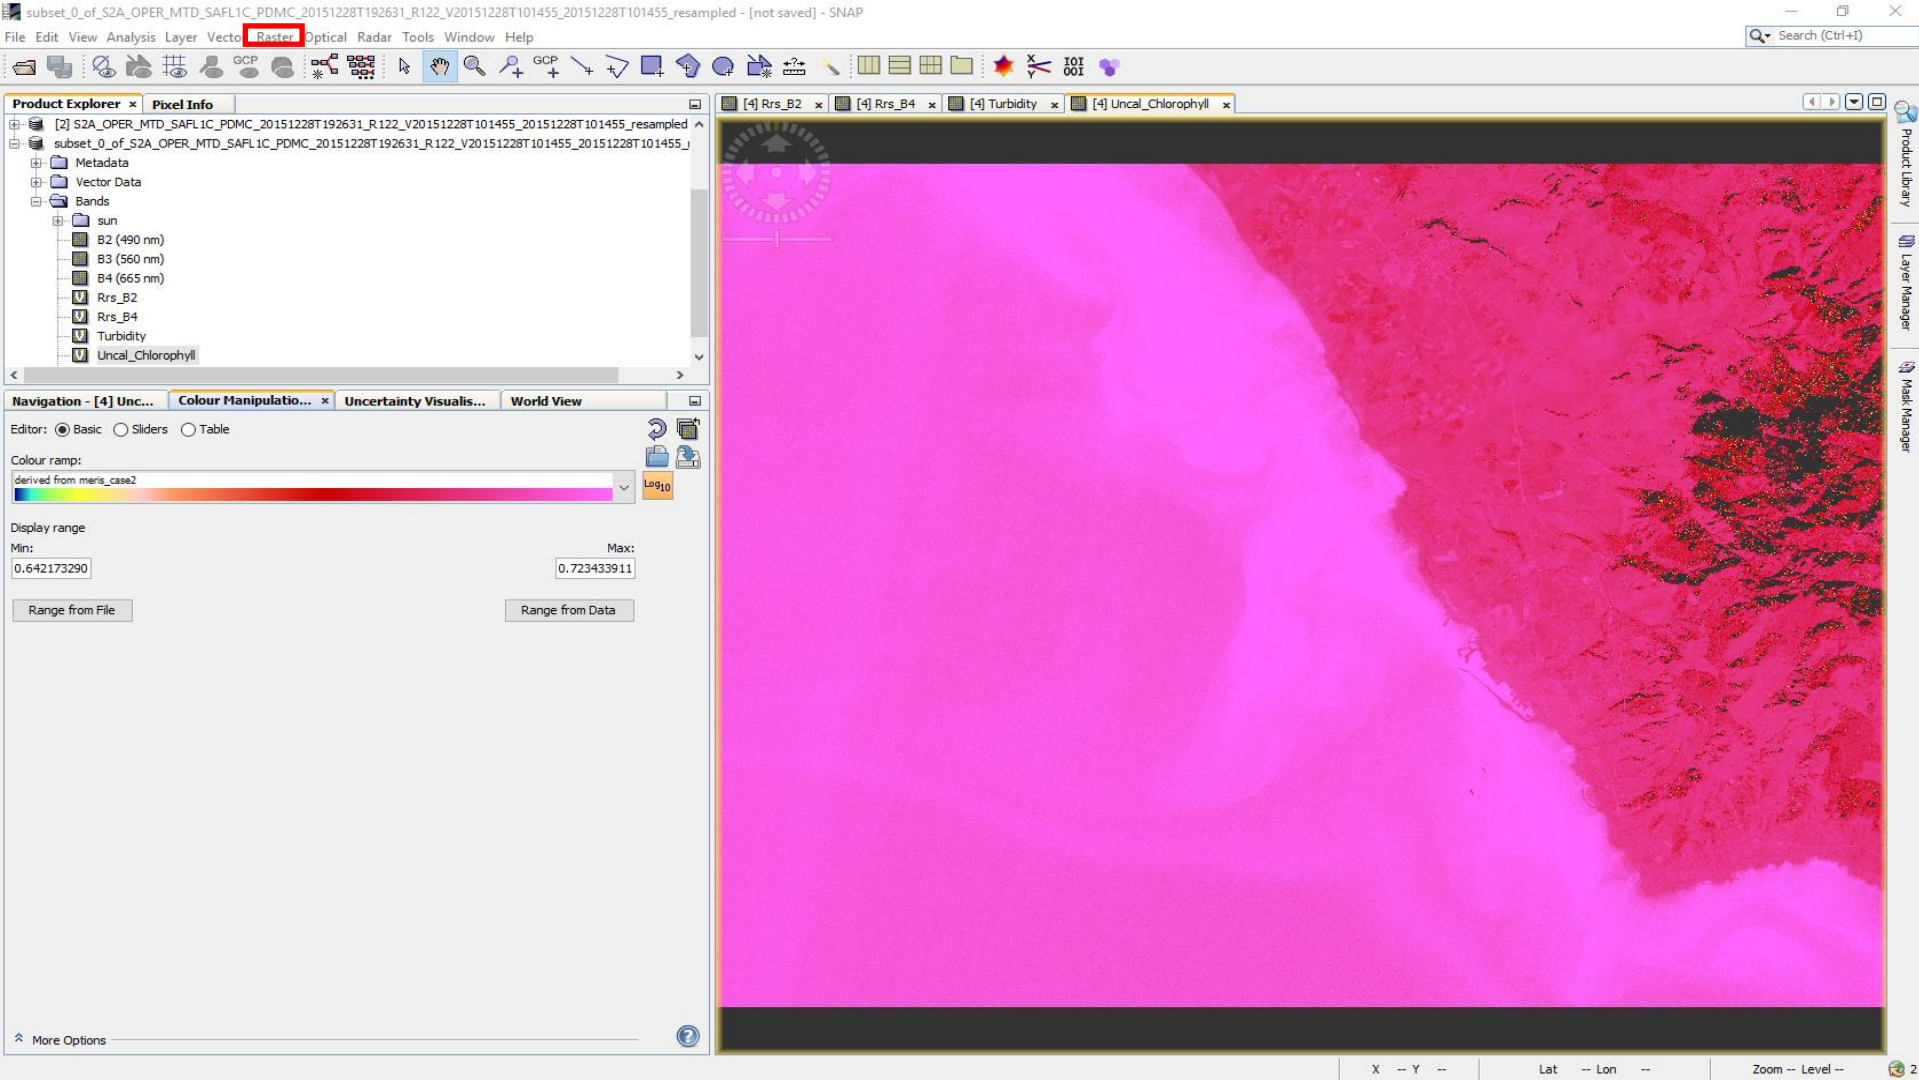 subset_0_of_S2A_OPER_MTD_SAFL1C_PDMC_20151228T192631_R122_V20151228T101455_20151228T101455_resampled - [not saved] - SNAP
File Edit View Analysis Layer Vecto Raster Optical Radar Tools Window Help
Search (Ctrl+I)
GCP GCP
Product Explorer × Pixel Info
[4] Rrs_B2 × [4] Rrs_B4 × [4] Turbidity × [4] Uncal_Chlorophyll ×
[2] S2A_OPER_MTD_SAFL1C_PDMC_20151228T192631_R122_V20151228T101455_20151228T101455_resampled
subset_0_of_S2A_OPER_MTD_SAFL1C_PDMC_20151228T192631_R122_V20151228T101455_20151228T101455_
Metadata
Vector Data
Bands
sun
B2 (490 nm)
B3 (560 nm)
B4 (665 nm)
Rrs_B2
Rrs_B4
Turbidity
Uncal_Chlorophyll
Navigation - [4] Unc... Colour Manipulatio... × Uncertainty Visualis... World View
Editor: Basic Sliders Table
Colour ramp:
derived from meris_case2
Log10
Display range
Min: Max:
0.642173290 0.723433911
Range from File Range from Data
More Options
Product Library
Layer Manager
Mask Manager
X -- Y -- Lat -- Lon -- Zoom -- Level -- 2